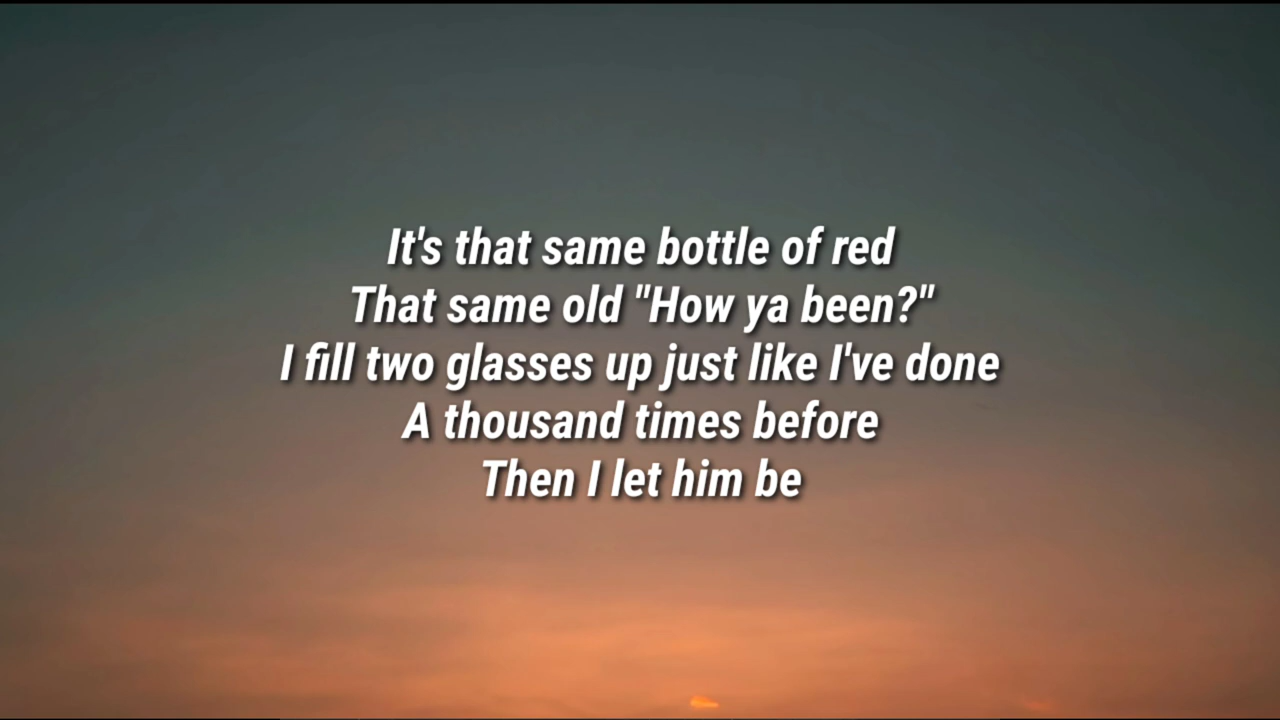 It's that same bottle of red
That same old "How ya been?"
I fill two glasses up just like I've done
A thousand times before
Then I let him be